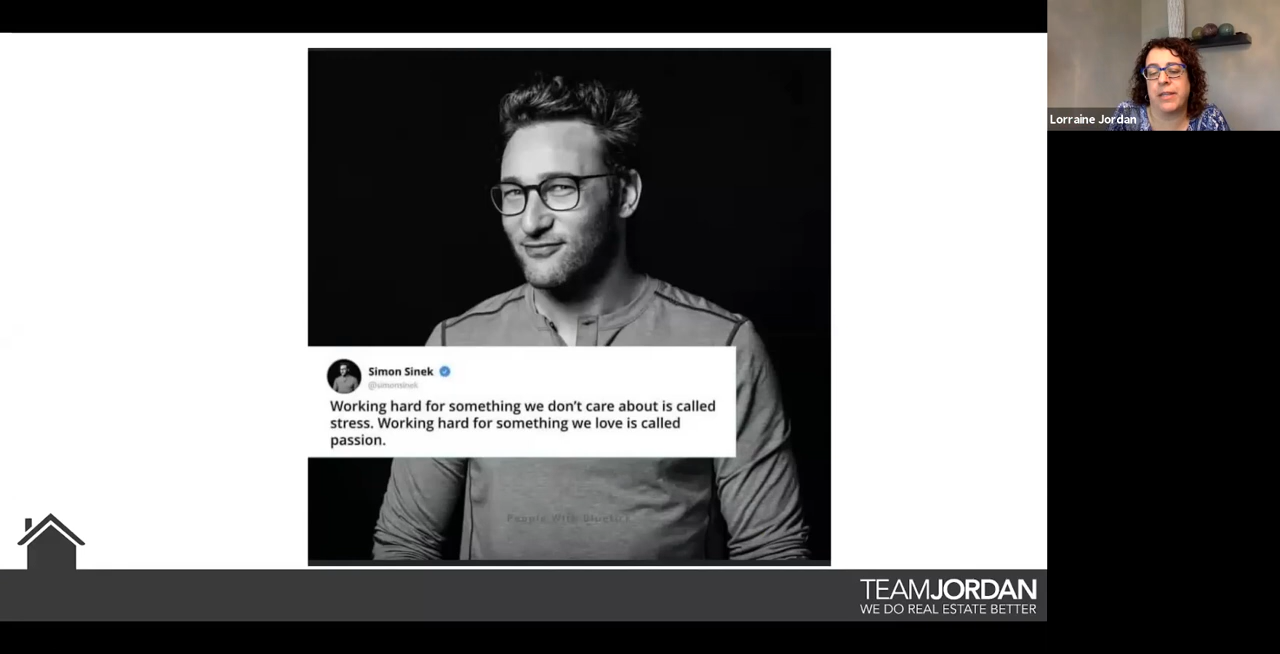 Lorraine Jordan
Simon Sinek
@simonsinek
Working hard for something we don't care about is called
stress. Working hard for something we love is called
passion.
TEAMJORDAN
WE DO REAL ESTATE BETTER